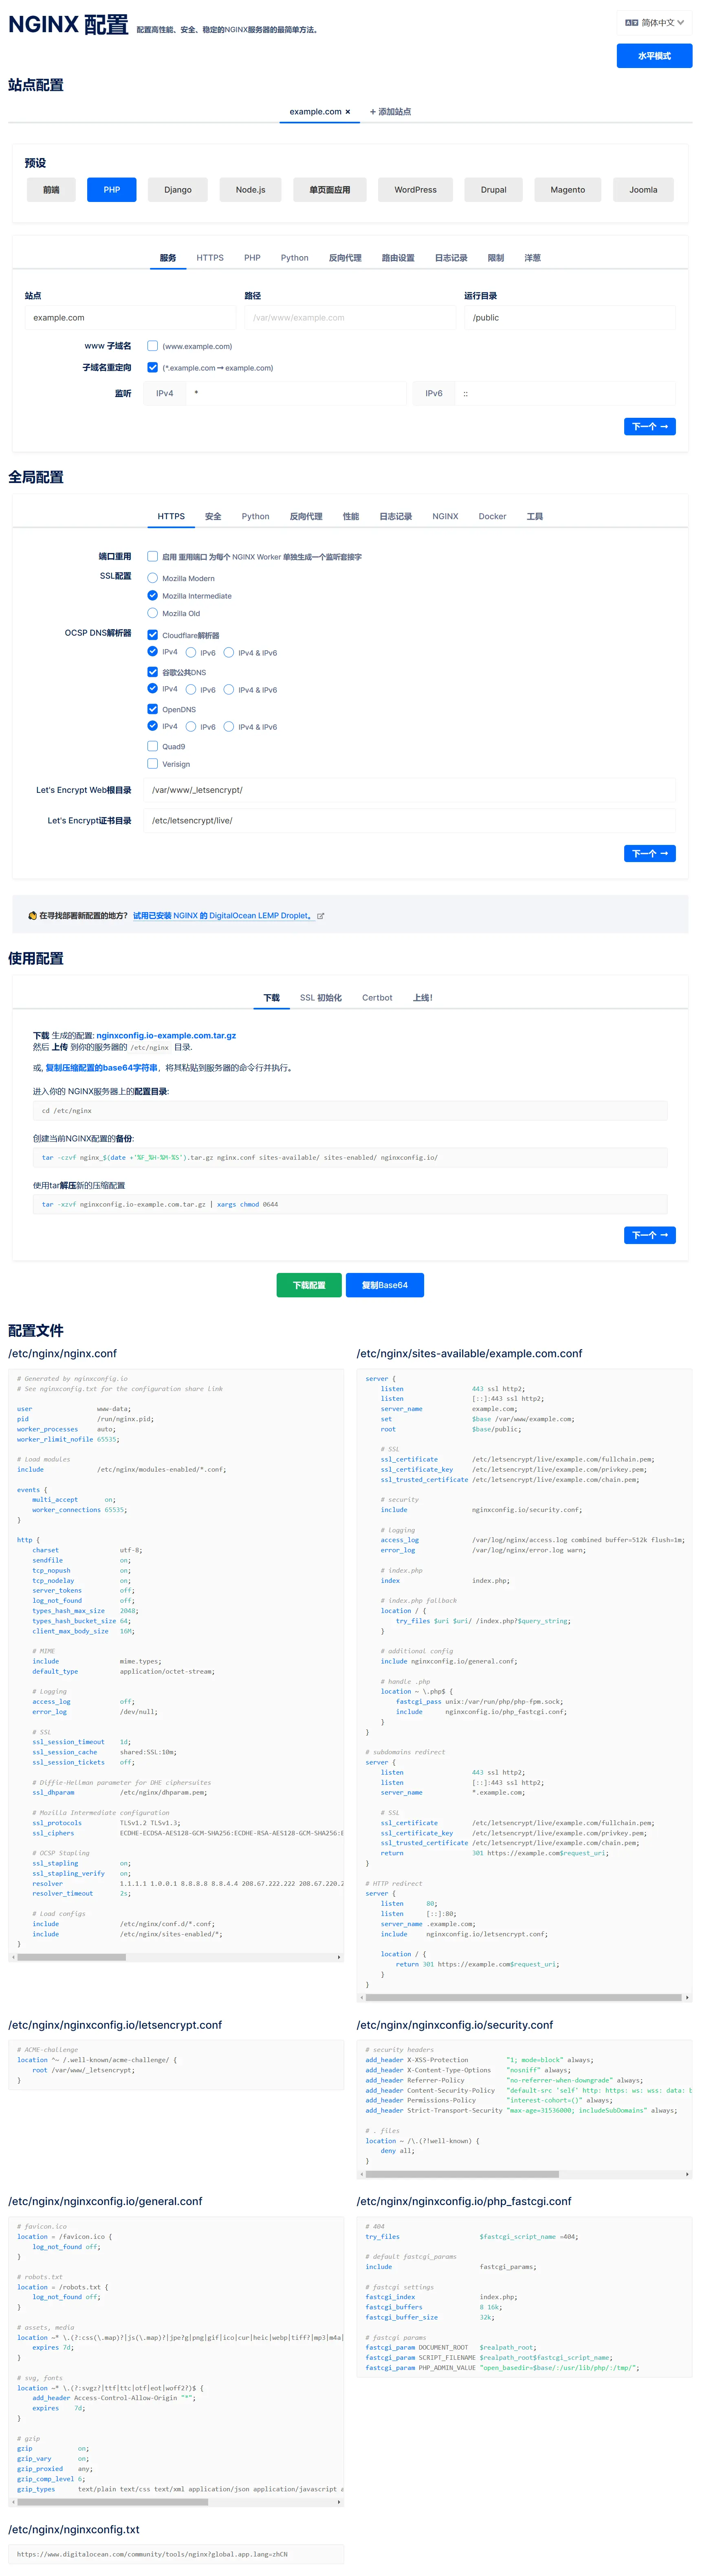 NGINX 配置 配置高性能、安全、稳定的NGINX服务器的最简单方法。
简体中文
水平模式
站点配置
example.com × + 添加站点
预设
前端 PHP Django Node.js 单页面应用 WordPress Drupal Magento Joomla
服务 HTTPS PHP Python 反向代理 路由设置 日志记录 限制 洋葱
站点 路径 运行目录
example.com /var/www/example.com /public
www 子域名 (www.example.com)
子域名重定向 (*.example.com → example.com)
监听 IPv4 * IPv6 ::
下一个 →
全局配置
HTTPS 安全 Python 反向代理 性能 日志记录 NGINX Docker 工具
端口重用 启用 重用端口 为每个 NGINX Worker 单独生成一个监听套接字
SSL配置 Mozilla Modern
Mozilla Intermediate
Mozilla Old
OCSP DNS解析器 Cloudflare解析器
IPv4 IPv6 IPv4 & IPv6
谷歌公共DNS
IPv4 IPv6 IPv4 & IPv6
OpenDNS
IPv4 IPv6 IPv4 & IPv6
Quad9
Verisign
Let's Encrypt Web根目录 /var/www/_letsencrypt/
Let's Encrypt证书目录 /etc/letsencrypt/live/
下一个 →
在寻找部署新配置的地方？ 试用已安装 NGINX 的 DigitalOcean LEMP Droplet。
使用配置
下载 SSL 初始化 Certbot 上线!
下载 生成的配置: nginxconfig.io-example.com.tar.gz
然后 上传 到你的服务器的 /etc/nginx 目录.
或, 复制压缩配置的base64字符串，将其粘贴到服务器的命令行并执行。
进入你的 NGINX服务器上的配置目录:
cd /etc/nginx
创建当前NGINX配置的备份:
tar -czvf nginx_$(date +'%F_%H-%M-%S').tar.gz nginx.conf sites-available/ sites-enabled/ nginxconfig.io/
使用tar解压新的压缩配置
tar -xzvf nginxconfig.io-example.com.tar.gz | xargs chmod 0644
下一个 →
下载配置 复制Base64
配置文件
/etc/nginx/nginx.conf
# Generated by nginxconfig.io
# See nginxconfig.txt for the configuration share link
user www-data;
pid /run/nginx.pid;
worker_processes auto;
worker_rlimit_nofile 65535;
# Load modules
include /etc/nginx/modules-enabled/*.conf;
events {
multi_accept on;
worker_connections 65535;
}
http {
charset utf-8;
sendfile on;
tcp_nopush on;
tcp_nodelay on;
server_tokens off;
log_not_found off;
types_hash_max_size 2048;
types_hash_bucket_size 64;
client_max_body_size 16M;
# MIME
include mime.types;
default_type application/octet-stream;
# Logging
access_log off;
error_log /dev/null;
# SSL
ssl_session_timeout 1d;
ssl_session_cache shared:SSL:10m;
ssl_session_tickets off;
# Diffie-Hellman parameter for DHE ciphersuites
ssl_dhparam /etc/nginx/dhparam.pem;
# Mozilla Intermediate configuration
ssl_protocols TLSv1.2 TLSv1.3;
ssl_ciphers ECDHE-ECDSA-AES128-GCM-SHA256:ECDHE-RSA-AES128-GCM-SHA256:E
# OCSP Stapling
ssl_stapling on;
ssl_stapling_verify on;
resolver 1.1.1.1 1.0.0.1 8.8.8.8 8.8.4.4 208.67.222.222 208.67.220.2
resolver_timeout 2s;
# Load configs
include /etc/nginx/conf.d/*.conf;
include /etc/nginx/sites-enabled/*;
}
/etc/nginx/sites-available/example.com.conf
server {
listen 443 ssl http2;
listen [::]:443 ssl http2;
server_name example.com;
set $base /var/www/example.com;
root $base/public;
# SSL
ssl_certificate /etc/letsencrypt/live/example.com/fullchain.pem;
ssl_certificate_key /etc/letsencrypt/live/example.com/privkey.pem;
ssl_trusted_certificate /etc/letsencrypt/live/example.com/chain.pem;
# security
include nginxconfig.io/security.conf;
# logging
access_log /var/log/nginx/access.log combined buffer=512k flush=1m;
error_log /var/log/nginx/error.log warn;
# index.php
index index.php;
# index.php fallback
location / {
try_files $uri $uri/ /index.php?$query_string;
}
# additional config
include nginxconfig.io/general.conf;
# handle .php
location ~ \.php$ {
fastcgi_pass unix:/var/run/php/php-fpm.sock;
include nginxconfig.io/php_fastcgi.conf;
}
}
# subdomains redirect
server {
listen 443 ssl http2;
listen [::]:443 ssl http2;
server_name *.example.com;
# SSL
ssl_certificate /etc/letsencrypt/live/example.com/fullchain.pem;
ssl_certificate_key /etc/letsencrypt/live/example.com/privkey.pem;
ssl_trusted_certificate /etc/letsencrypt/live/example.com/chain.pem;
return 301 https://example.com$request_uri;
}
# HTTP redirect
server {
listen 80;
listen [::]:80;
server_name .example.com;
include nginxconfig.io/letsencrypt.conf;
location / {
return 301 https://example.com$request_uri;
}
}
/etc/nginx/nginxconfig.io/letsencrypt.conf
# ACME-challenge
location ^~ /.well-known/acme-challenge/ {
root /var/www/_letsencrypt;
}
/etc/nginx/nginxconfig.io/security.conf
# security headers
add_header X-XSS-Protection "1; mode=block" always;
add_header X-Content-Type-Options "nosniff" always;
add_header Referrer-Policy "no-referrer-when-downgrade" always;
add_header Content-Security-Policy "default-src 'self' http: https: ws: wss: data: b
add_header Permissions-Policy "interest-cohort=()" always;
add_header Strict-Transport-Security "max-age=31536000; includeSubDomains" always;
# . files
location ~ /\.(?!well-known) {
deny all;
}
/etc/nginx/nginxconfig.io/general.conf
# favicon.ico
location = /favicon.ico {
log_not_found off;
}
# robots.txt
location = /robots.txt {
log_not_found off;
}
# assets, media
location ~* \.(?:css(\.map)?|js(\.map)?|jpe?g|png|gif|ico|cur|heic|webp|tiff?|mp3|m4a|
expires 7d;
}
# svg, fonts
location ~* \.(?:svgz?|ttf|ttc|otf|eot|woff2?)$ {
add_header Access-Control-Allow-Origin "*";
expires 7d;
}
# gzip
gzip on;
gzip_vary on;
gzip_proxied any;
gzip_comp_level 6;
gzip_types text/plain text/css text/xml application/json application/javascript a
/etc/nginx/nginxconfig.io/php_fastcgi.conf
# 404
try_files $fastcgi_script_name =404;
# default fastcgi_params
include fastcgi_params;
# fastcgi settings
fastcgi_index index.php;
fastcgi_buffers 8 16k;
fastcgi_buffer_size 32k;
# fastcgi params
fastcgi_param DOCUMENT_ROOT $realpath_root;
fastcgi_param SCRIPT_FILENAME $realpath_root$fastcgi_script_name;
fastcgi_param PHP_ADMIN_VALUE "open_basedir=$base/:/usr/lib/php/:/tmp/";
/etc/nginx/nginxconfig.txt
https://www.digitalocean.com/community/tools/nginx?global.app.lang=zhCN